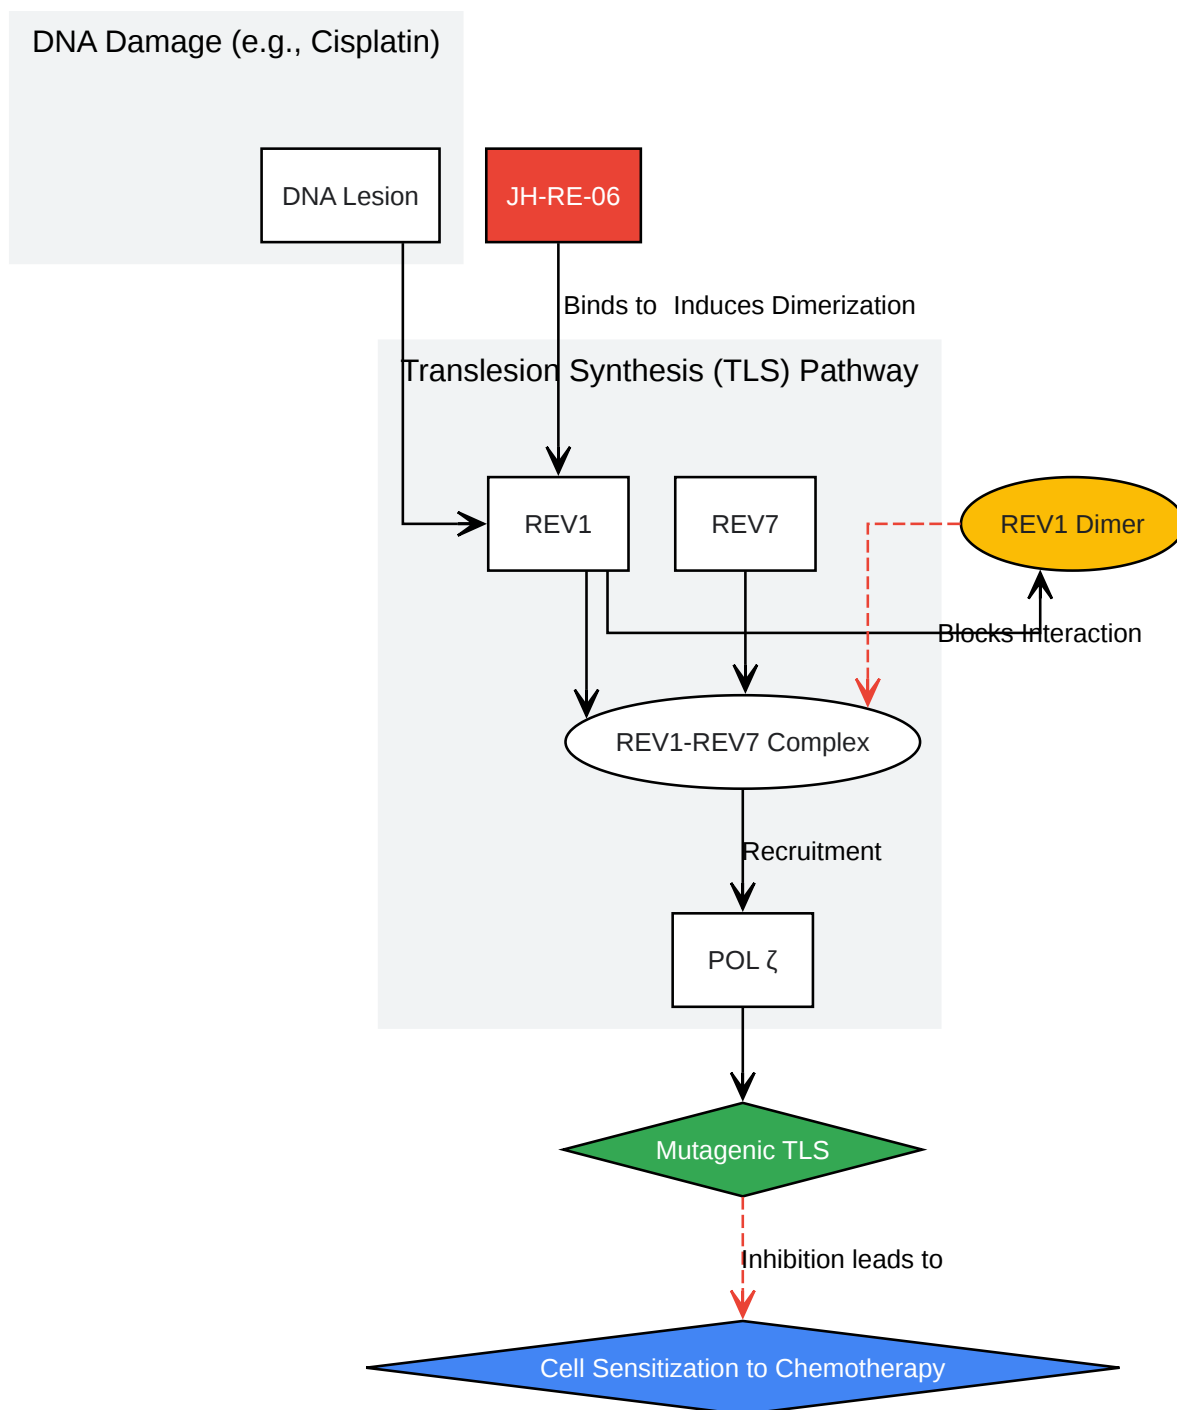 DNA Damage (e.g., Cisplatin)
DNA Lesion
JH-RE-06
Binds to
Induces Dimerization
Translesion Synthesis (TLS) Pathway
REV1
REV7
REV1 Dimer
Blocks Interaction
REV1-REV7 Complex
Recruitment
POL ζ
Mutagenic TLS
Inhibition leads to
Cell Sensitization to Chemotherapy